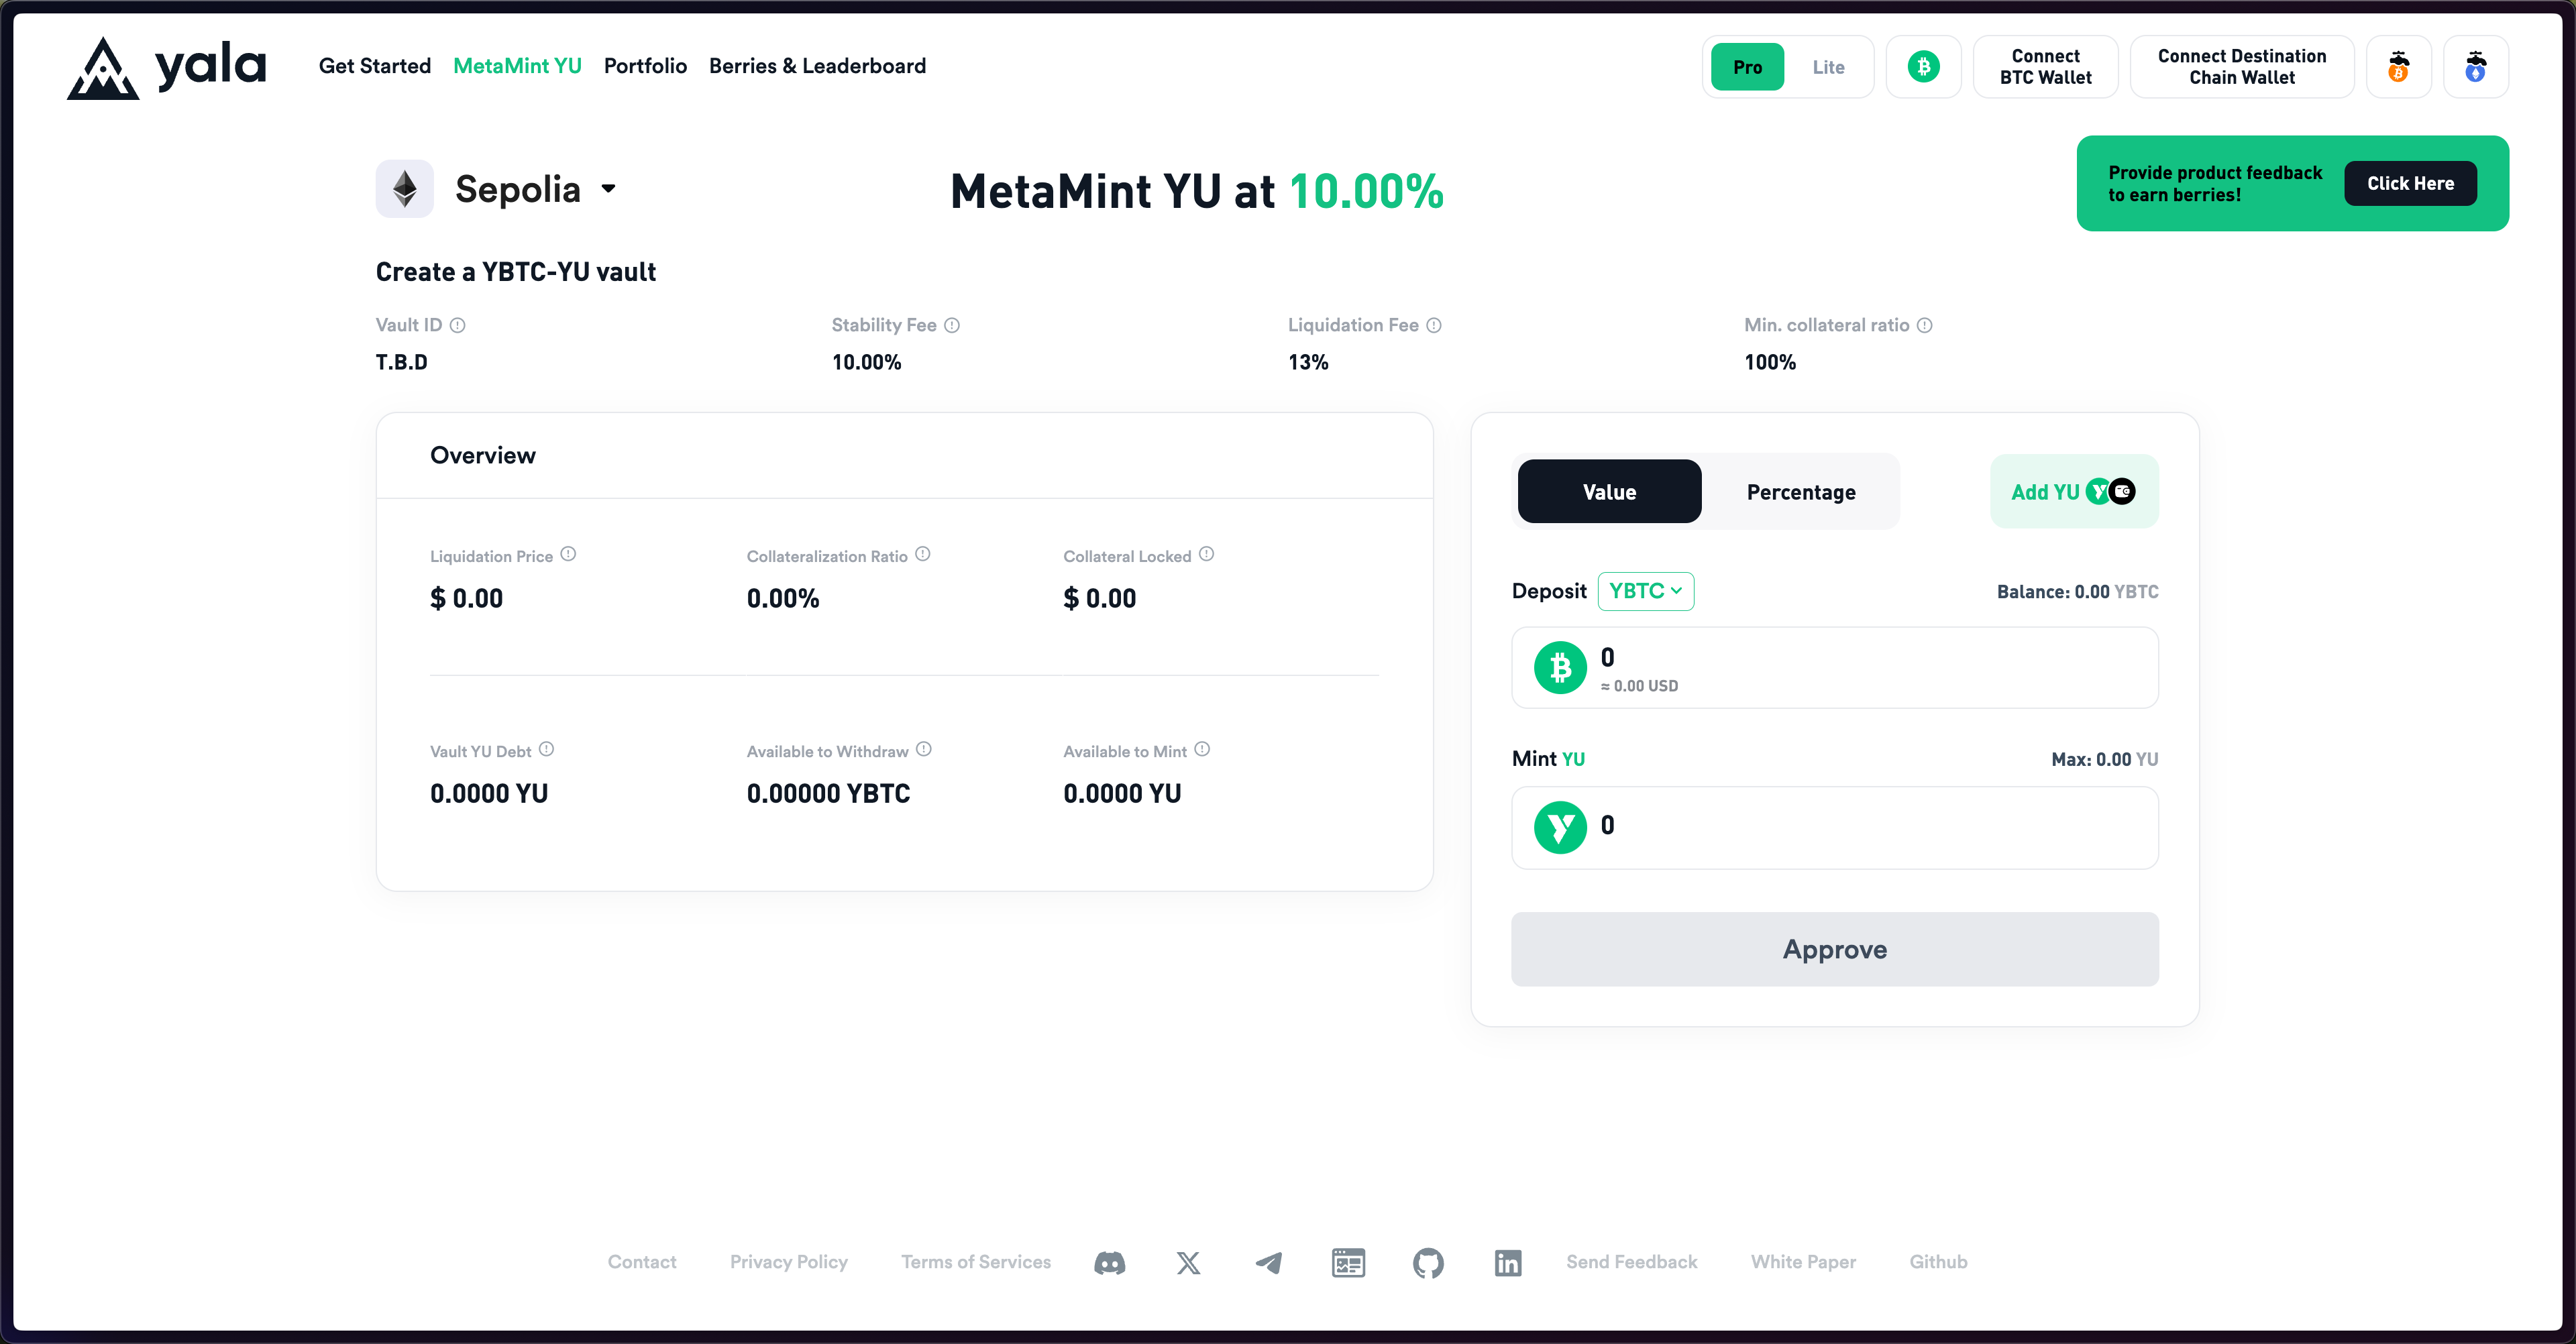 yala
Get Started
MetaMint YU
Portfolio
Berries & Leaderboard
Pro
Lite
Connect
BTC Wallet
Connect Destination
Chain Wallet
Sepolia
MetaMint YU at 10.00%
Provide product feedback
to earn berries!
Click Here
Create a YBTC-YU vault
Vault ID
T.B.D
Stability Fee
10.00%
Liquidation Fee
13%
Min. collateral ratio
100%
Overview
Liquidation Price
$ 0.00
Collateralization Ratio
0.00%
Collateral Locked
$ 0.00
Vault YU Debt
0.0000 YU
Available to Withdraw
0.00000 YBTC
Available to Mint
0.0000 YU
Value
Percentage
Add YU
Deposit YBTC
Balance: 0.00 YBTC
0
≈ 0.00 USD
Mint YU
Max: 0.00 YU
0
Approve
Contact
Privacy Policy
Terms of Services
Send Feedback
White Paper
Github